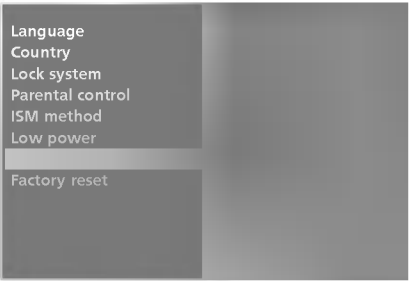 Language
Country
Lock system
Parental control
ISM method
Low power
Factory reset